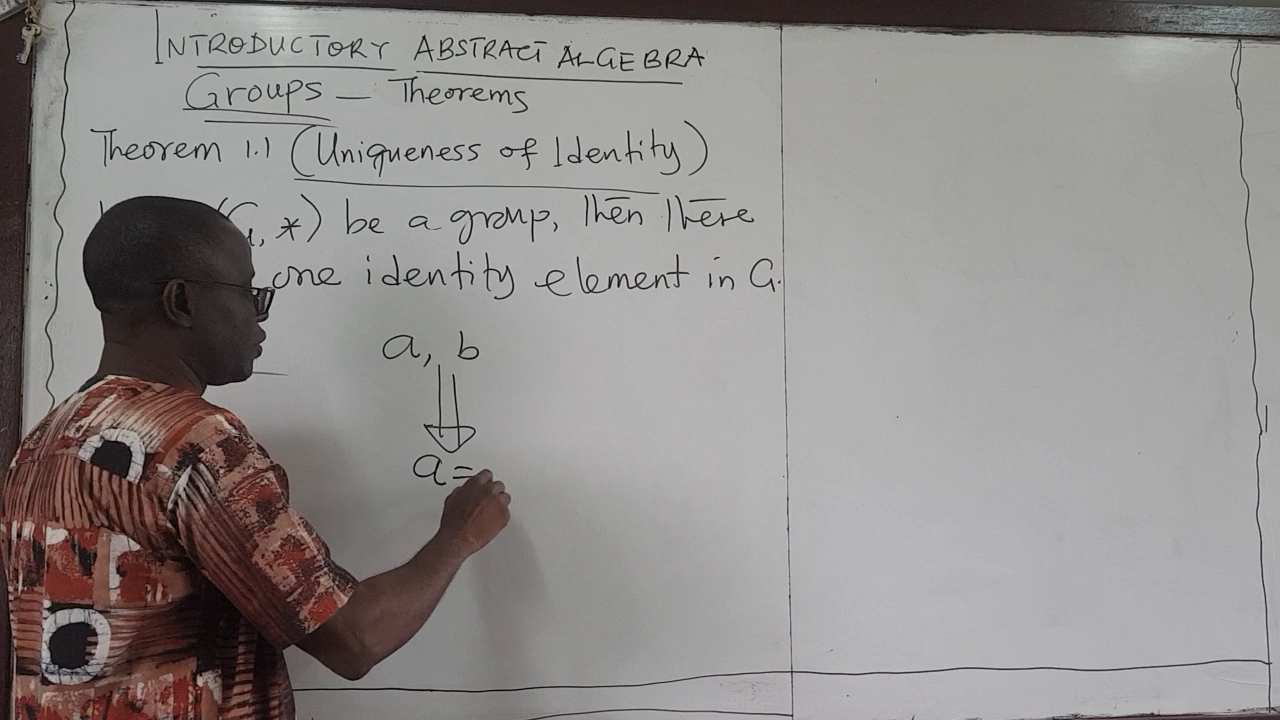 INTRODUCTORY ABSTRACT ALGEBRA
Groups — Theorems
Theorem 1.1 (Uniqueness of Identity)
(G, *) be a group, Then There
one identity element in G.
a, b
a =